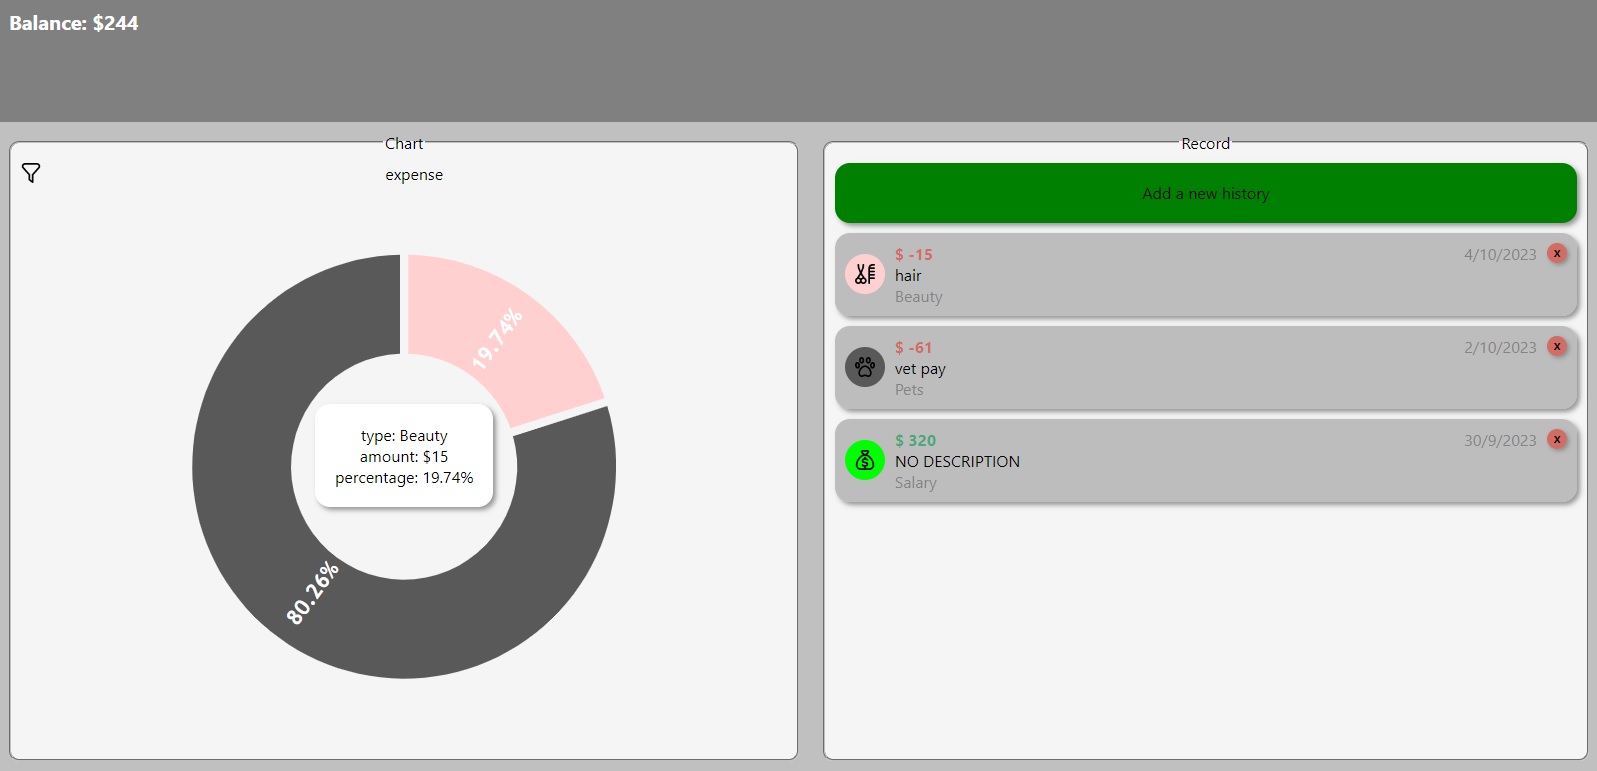 Balance: $244
Chart
expense
19.74%
type: Beauty
amount: $15
percentage: 19.74%
80.26%
Record
Add a new history
$ -15
4/10/2023
x
hair
Beauty
$ -61
2/10/2023
x
vet pay
Pets
$ 320
30/9/2023
x
NO DESCRIPTION
Salary